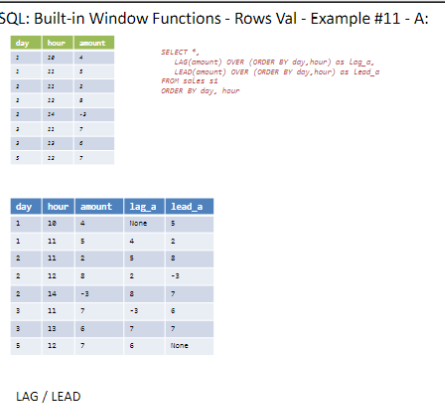 SQL: Built-in Window Functions - Rows Val - Example #11 - A:
day hour amount
1 10 4
1 11 5
2 11 2
2 12 8
2 14 -3
3 11 7
3 13 6
5 12 7
SELECT *,
LAG(amount) OVER (ORDER BY day,hour) as Lag_a,
LEAD(amount) OVER (ORDER BY day,hour) as Lead_a
FROM sales s1
ORDER BY day, hour
day hour amount lag_a lead_a
1 10 4 None 5
1 11 5 4 2
2 11 2 5 8
2 12 8 2 -3
2 14 -3 8 7
3 11 7 -3 6
3 13 6 7 7
5 12 7 6 None
LAG / LEAD